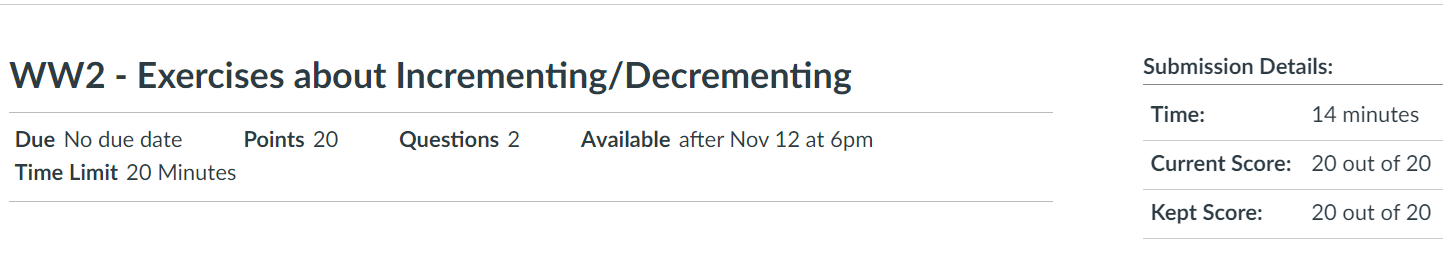 WW2 - Exercises about Incrementing/Decrementing
Due No due date Points 20 Questions 2 Available after Nov 12 at 6pm
Time Limit 20 Minutes
Submission Details:
Time: 14 minutes
Current Score: 20 out of 20
Kept Score: 20 out of 20